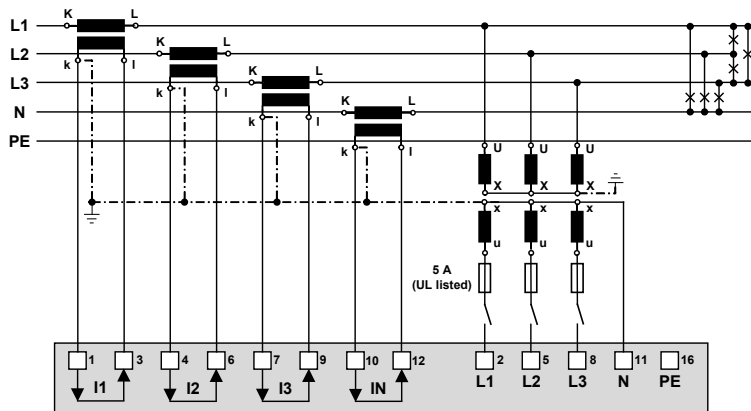 L1 K L
L2 k l K L
L3 k l K L
N k l K L
PE k l
U U U
X X X
x x x
u u u
5 A
(UL listed)
1 3 4 6 7 9 10 12 2 5 8 11 16
I1 I2 I3 IN L1 L2 L3 N PE